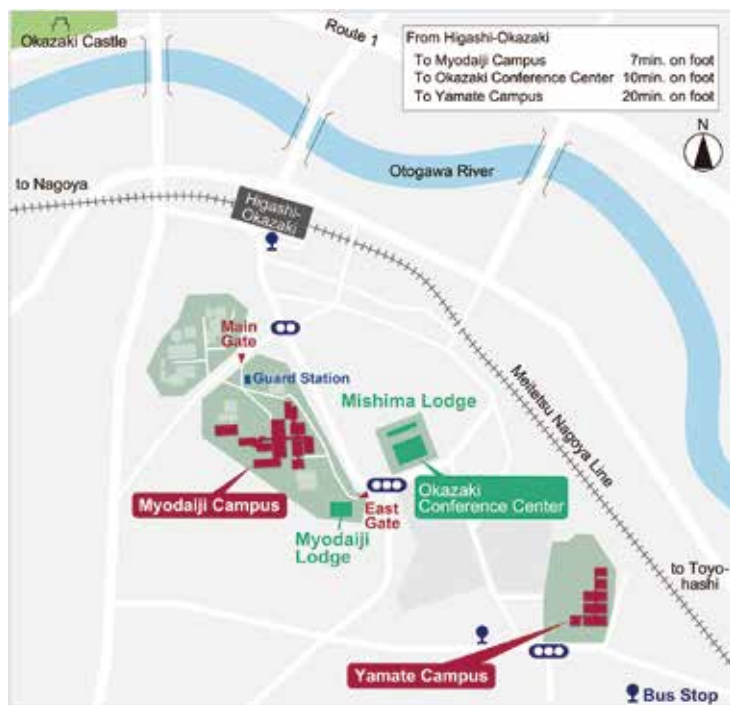 Okazaki Castle
Route 1
From Higashi-Okazaki
To Myodaiji Campus 7min. on foot
To Okazaki Conference Center 10min. on foot
To Yamate Campus 20min. on foot
N
Otogawa River
to Nagoya
Higashi-
Okazaki
Main
Gate
Guard Station
Mishima Lodge
Meitetsu Nagoya Line
Myodaiji Campus
Okazaki
Conference Center
East
Gate
Myodaiji
Lodge
to Toyo-
hashi
Yamate Campus
Bus Stop